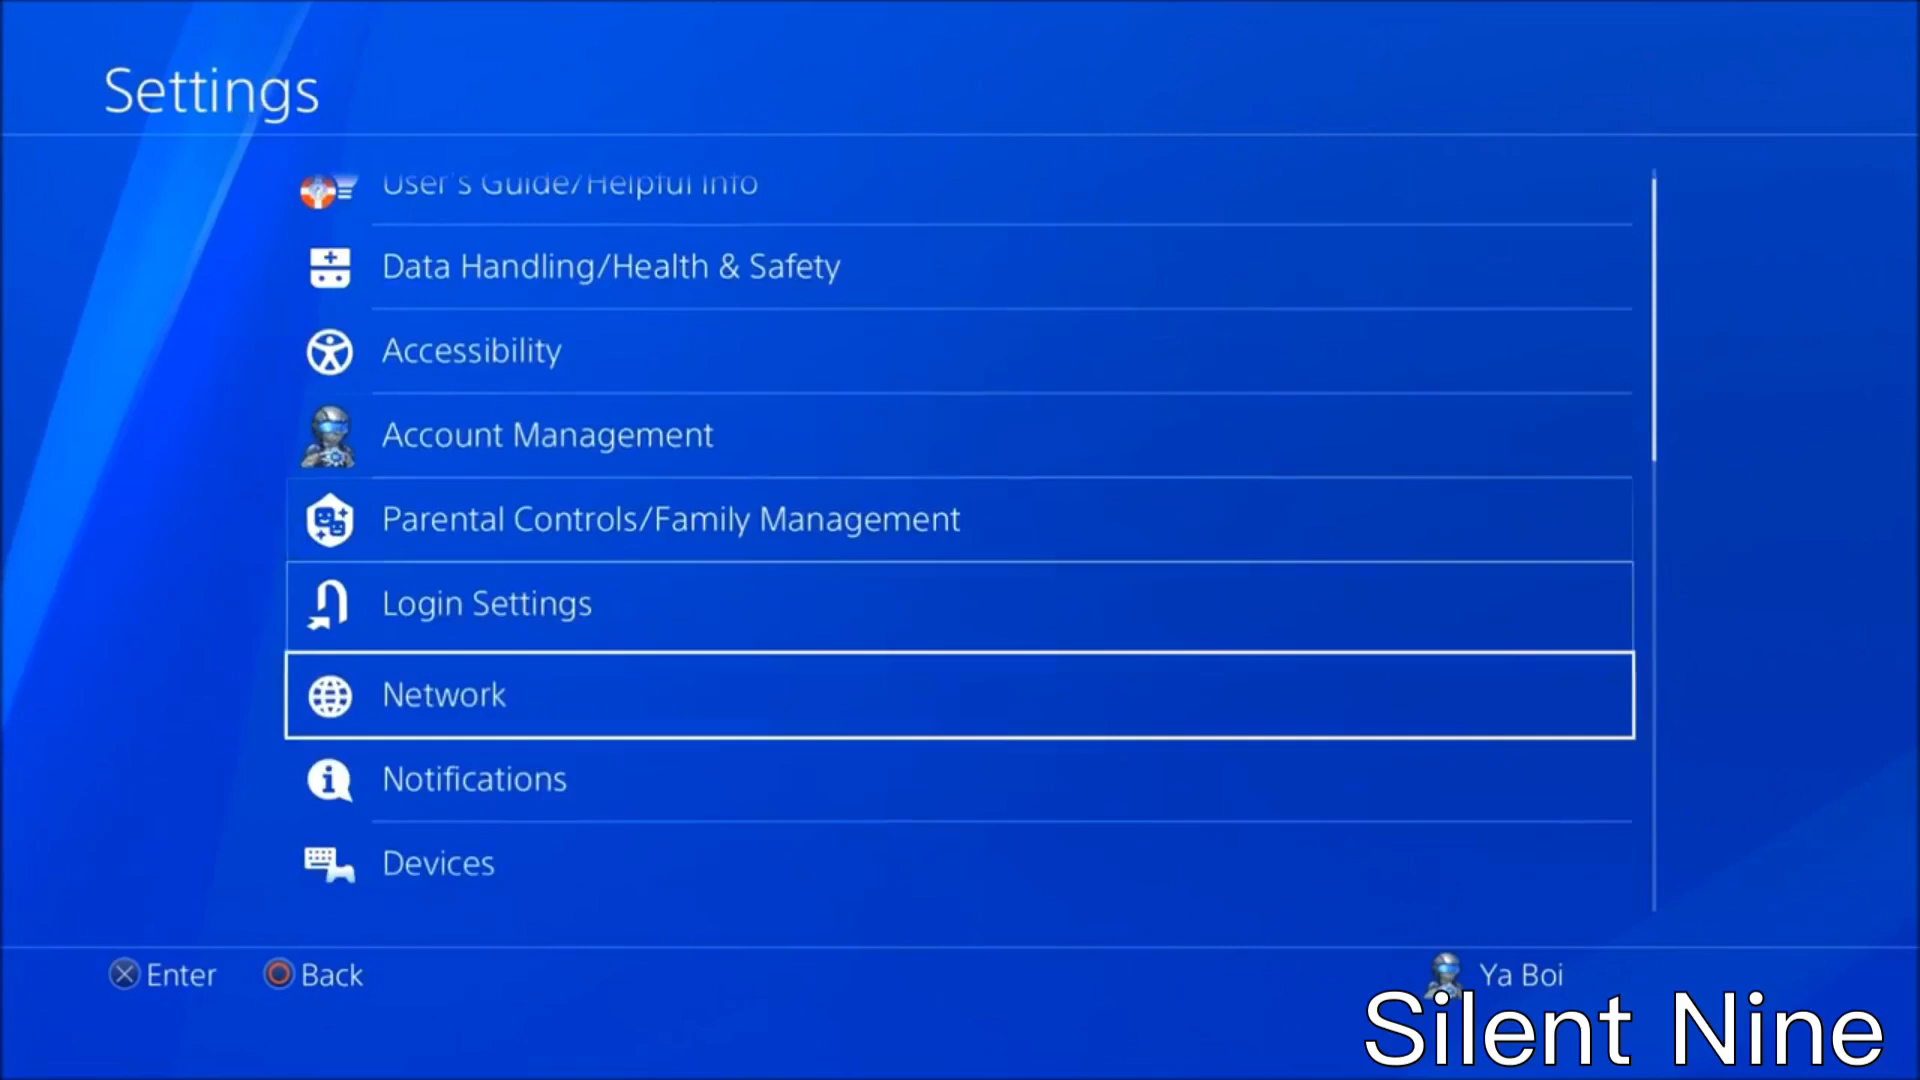 Settings
User's Guide/Helpful Info
Data Handling/Health & Safety
Accessibility
Account Management
Parental Controls/Family Management
Login Settings
Network
Notifications
Devices
Enter Back Ya Boi
Silent Nine